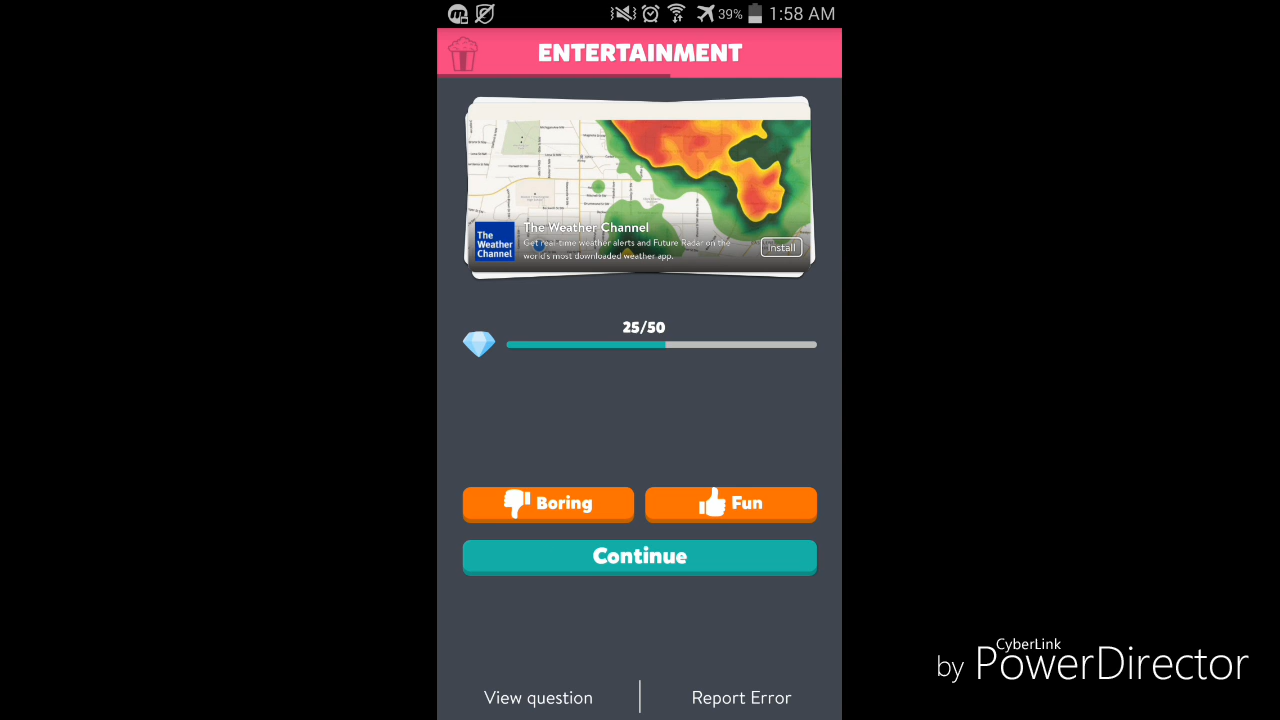 39% 1:58 AM
ENTERTAINMENT
The Weather Channel
Get real-time weather alerts and Future Radar on the
world's most downloaded weather app.
The
Weather
Channel
Install
25/50
Boring
Fun
Continue
View question
Report Error
CyberLink
by PowerDirector